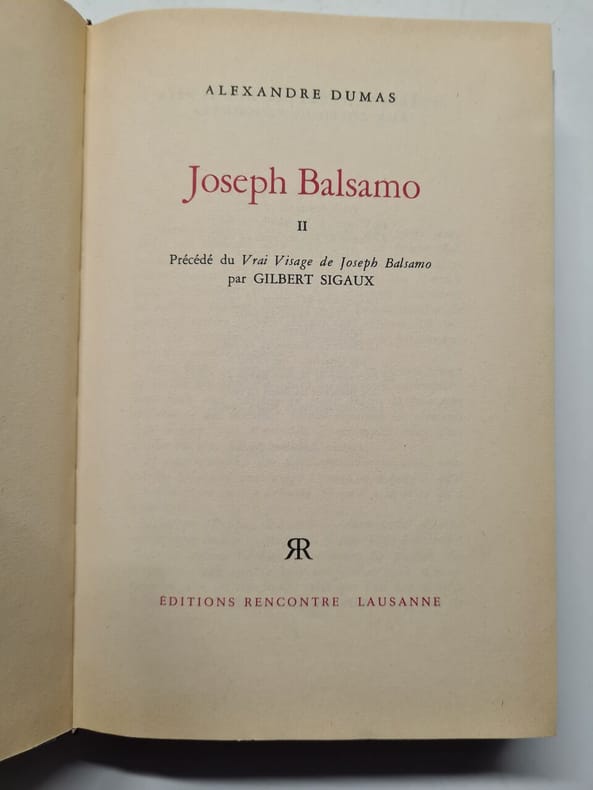 ALEXANDRE DUMAS
Joseph Balsamo
II
Précédé du Vrai Visage de Joseph Balsamo
par GILBERT SIGAUX
RR
ÉDITIONS RENCONTRE LAUSANNE